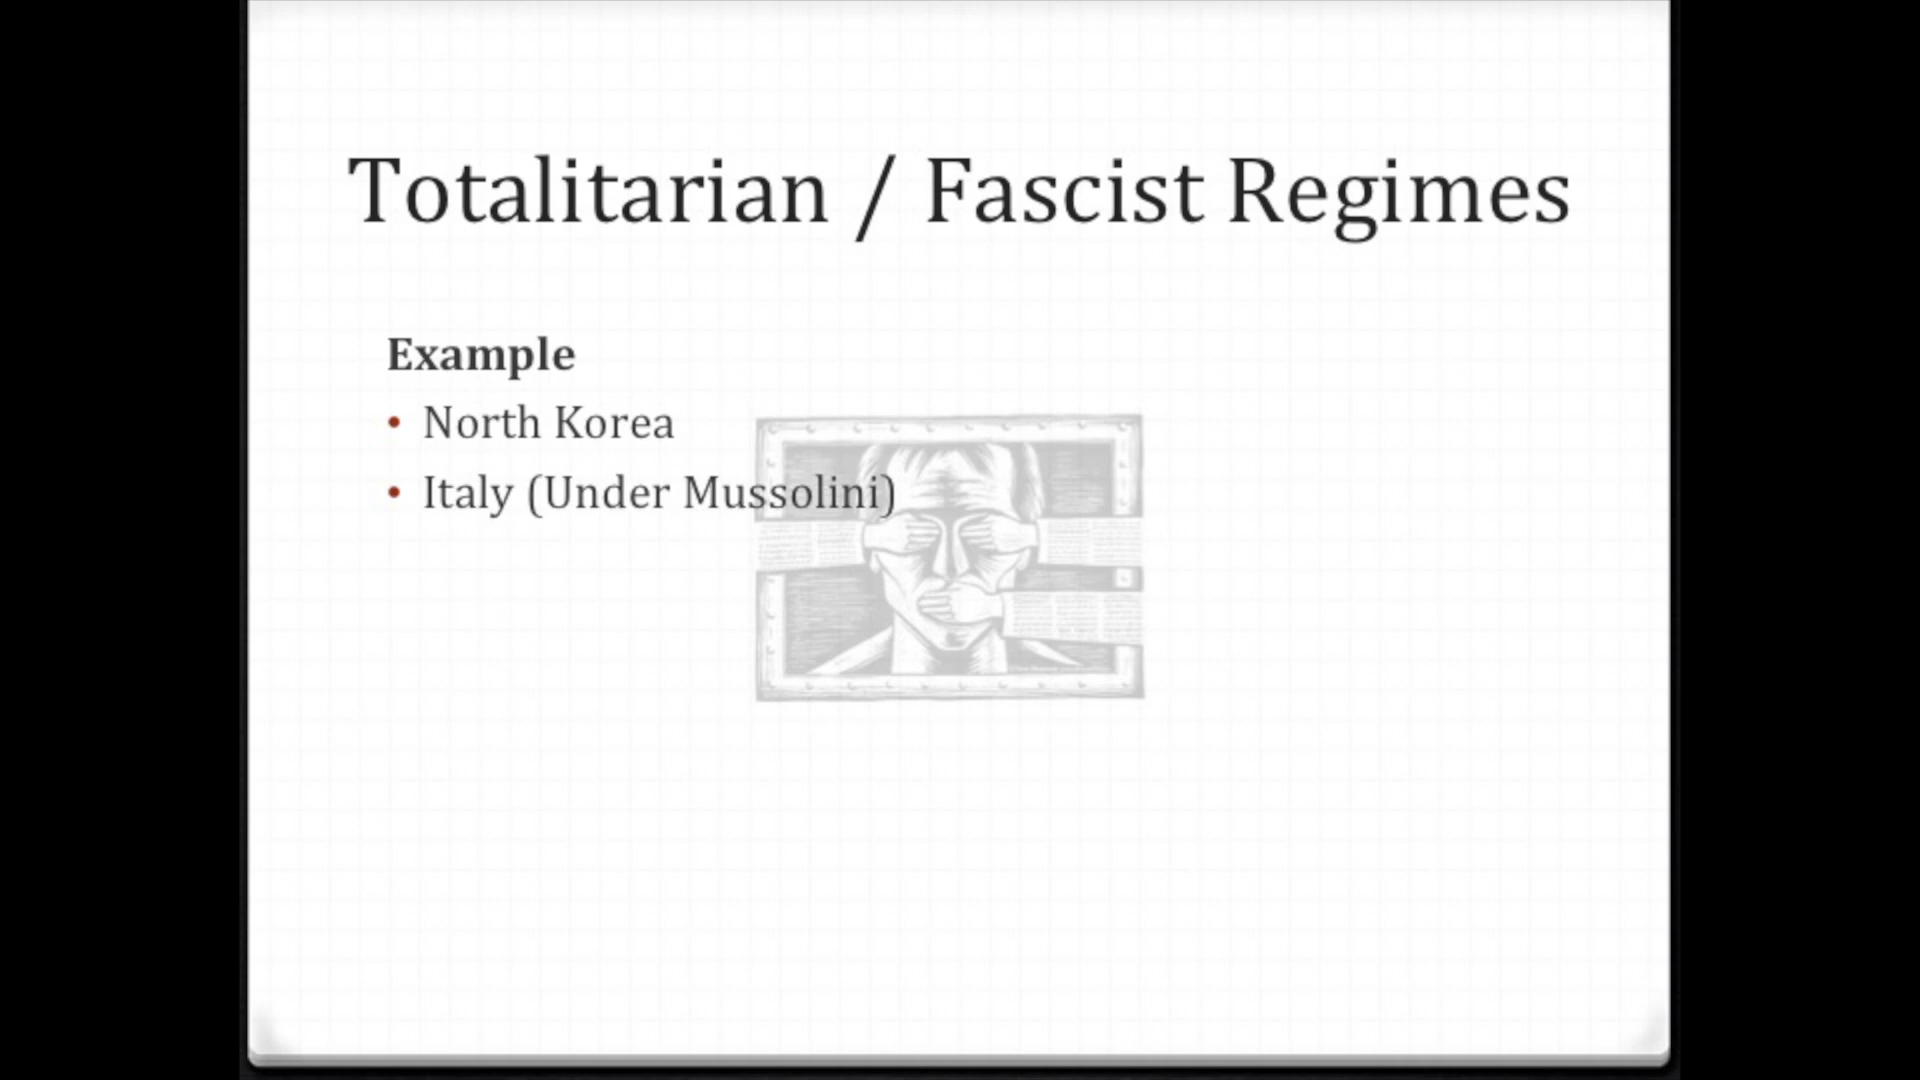 Totalitarian / Fascist Regimes
Example
• North Korea
• Italy (Under Mussolini)